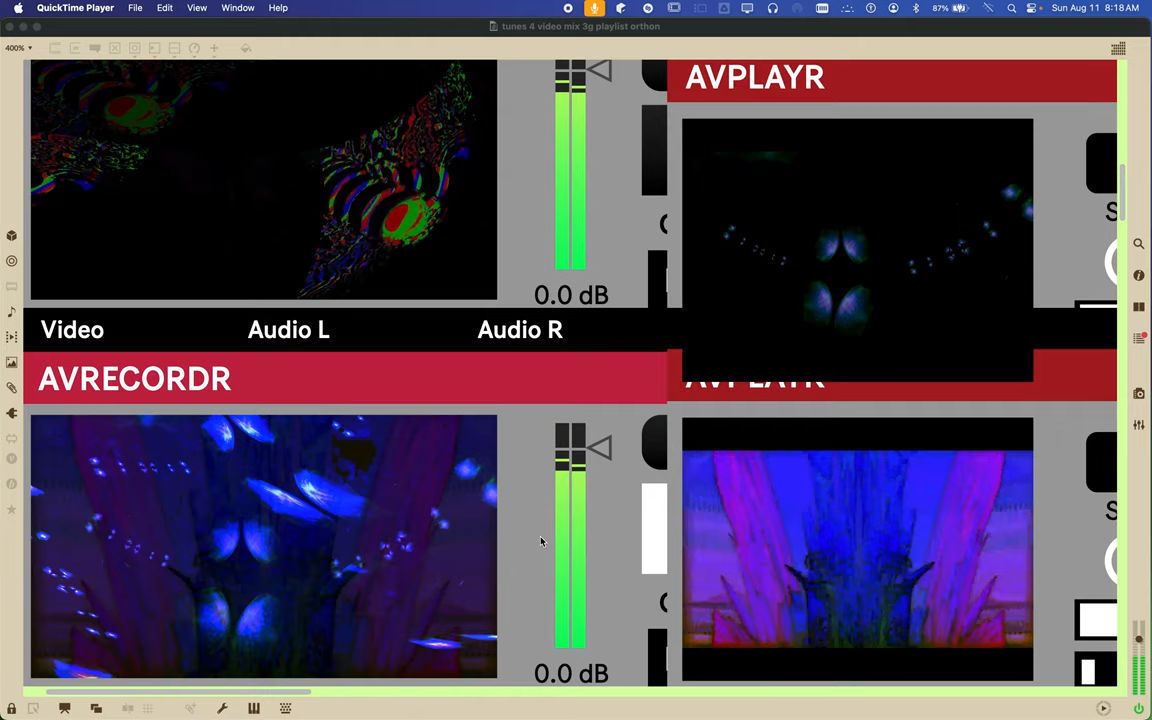 QuickTime Player File Edit View Window Help 87% Sun Aug 11 8:18 AM
tunes 4 video mix 3g playlist orthon
400%
AVPLAYR
0.0 dB
Video Audio L Audio R
AVRECORDR
AVPLAYR
0.0 dB